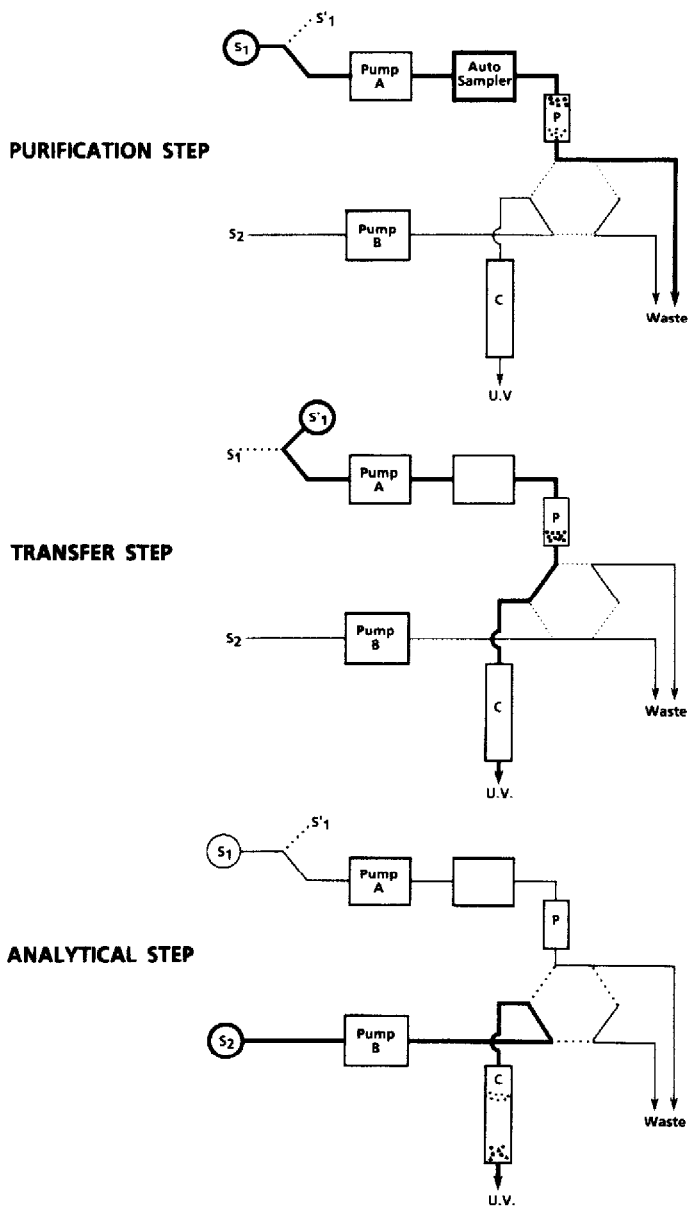 S'1
S1
Pump
A
Auto
Sampler
P
PURIFICATION STEP
S2
Pump
B
C
Waste
U.V
S'1
S1
Pump
A
P
TRANSFER STEP
S2
Pump
B
C
Waste
U.V.
S'1
S1
Pump
A
P
ANALYTICAL STEP
S2
Pump
B
C
Waste
U.V.